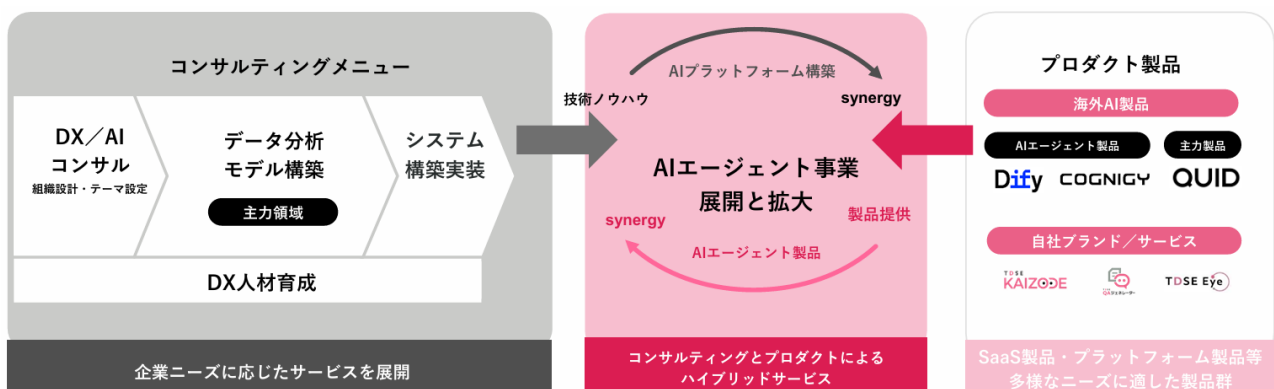 コンサルティングメニュー
DX／AI
コンサル
組織設計・テーマ設定
データ分析
モデル構築
主力領域
システム
構築実装
DX人材育成
企業ニーズに応じたサービスを展開
AIプラットフォーム構築
技術ノウハウ
synergy
AIエージェント事業
展開と拡大
synergy
製品提供
AIエージェント製品
コンサルティングとプロダクトによる
ハイブリッドサービス
プロダクト製品
海外AI製品
AIエージェント製品
主力製品
Dify
COGNIGY
QUID
自社ブランド／サービス
TDSE
KAIZODE
QAジェネレーター
TDSE Eye
SaaS製品・プラットフォーム製品等
多様なニーズに適した製品群